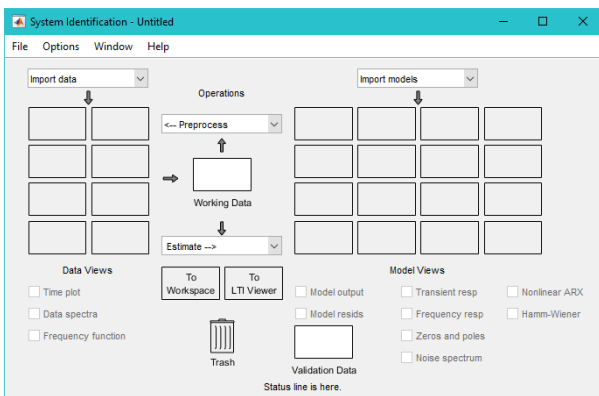 System Identification - Untitled
File Options Window Help
Import data
Import models
Operations
<-- Preprocess
Working Data
Estimate -->
Data Views
To Workspace
To LTI Viewer
Model Views
Time plot
Data spectra
Frequency function
Model output
Model resids
Transient resp
Frequency resp
Zeros and poles
Noise spectrum
Nonlinear ARX
Hamm-Wiener
Trash
Validation Data
Status line is here.